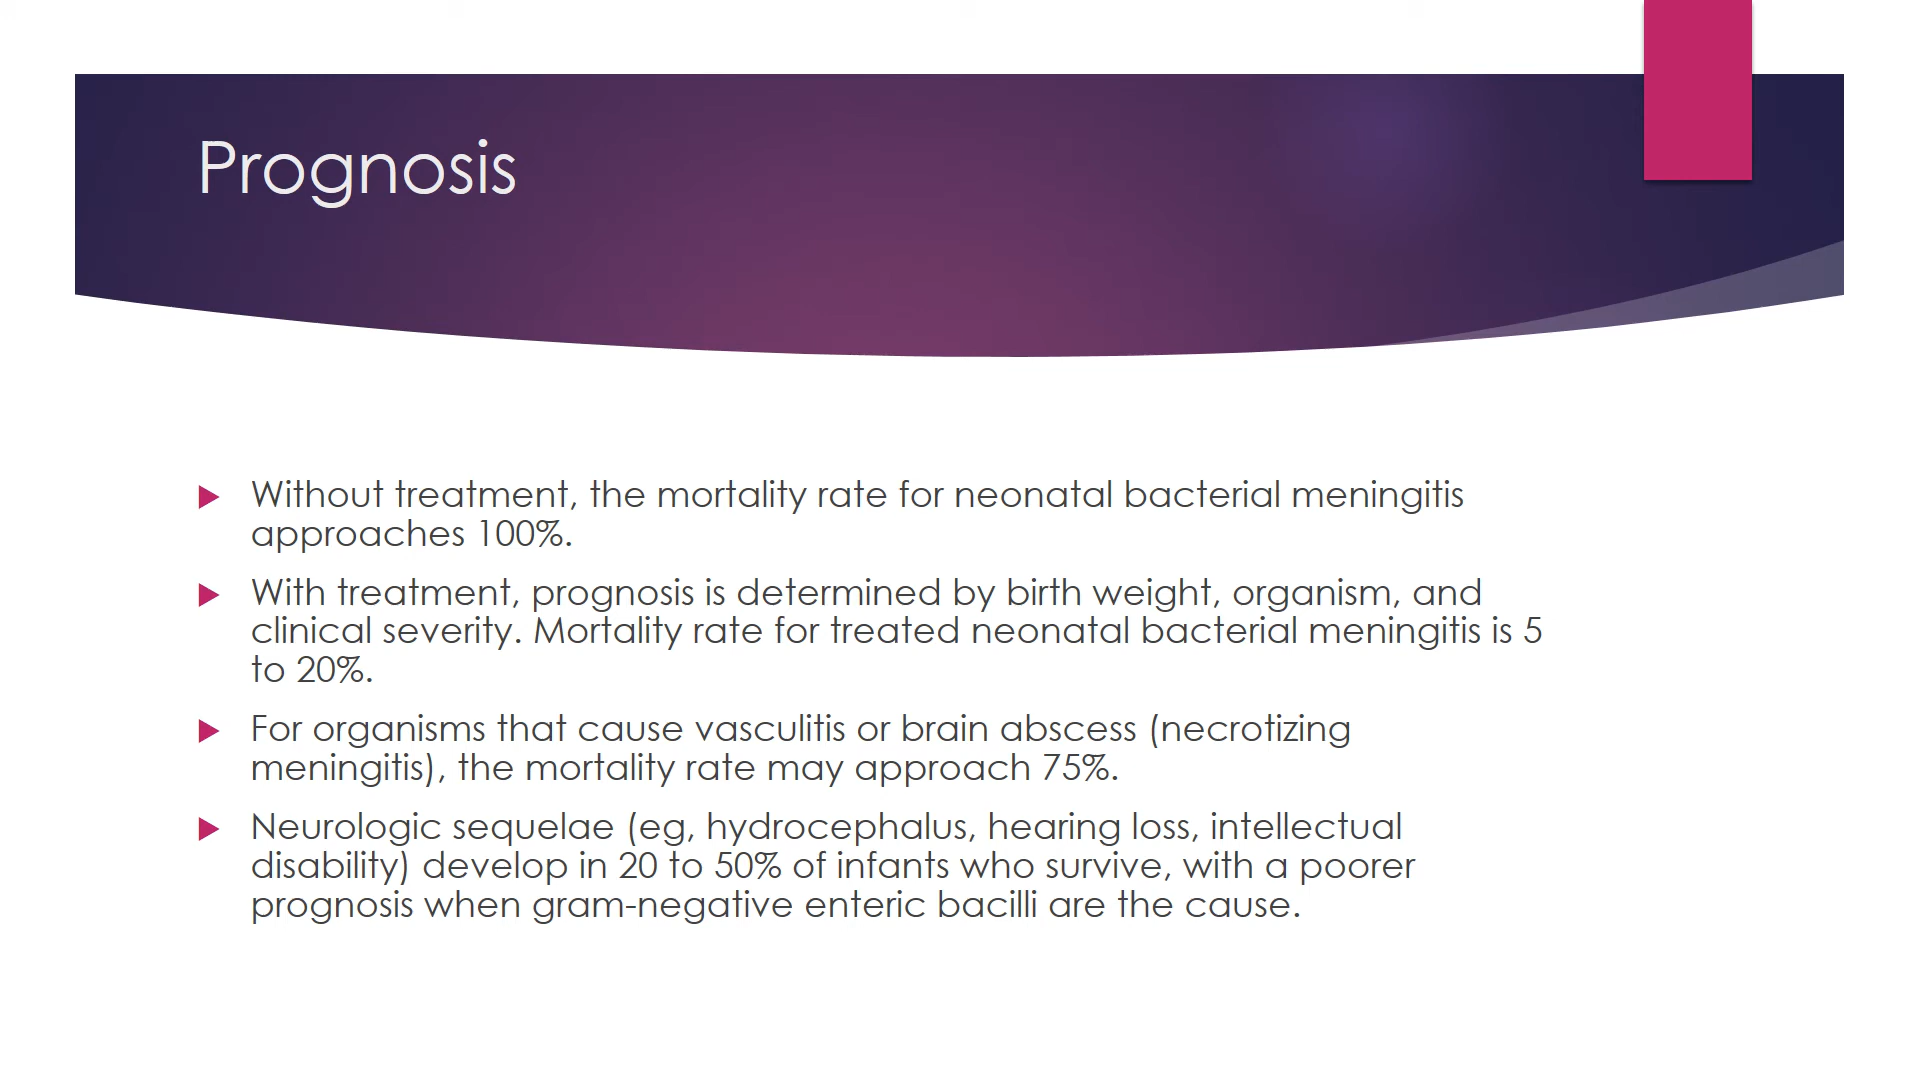 Prognosis
Without treatment, the mortality rate for neonatal bacterial meningitis
approaches 100%.
With treatment, prognosis is determined by birth weight, organism, and
clinical severity. Mortality rate for treated neonatal bacterial meningitis is 5
to 20%.
For organisms that cause vasculitis or brain abscess (necrotizing
meningitis), the mortality rate may approach 75%.
Neurologic sequelae (eg, hydrocephalus, hearing loss, intellectual
disability) develop in 20 to 50% of infants who survive, with a poorer
prognosis when gram-negative enteric bacilli are the cause.